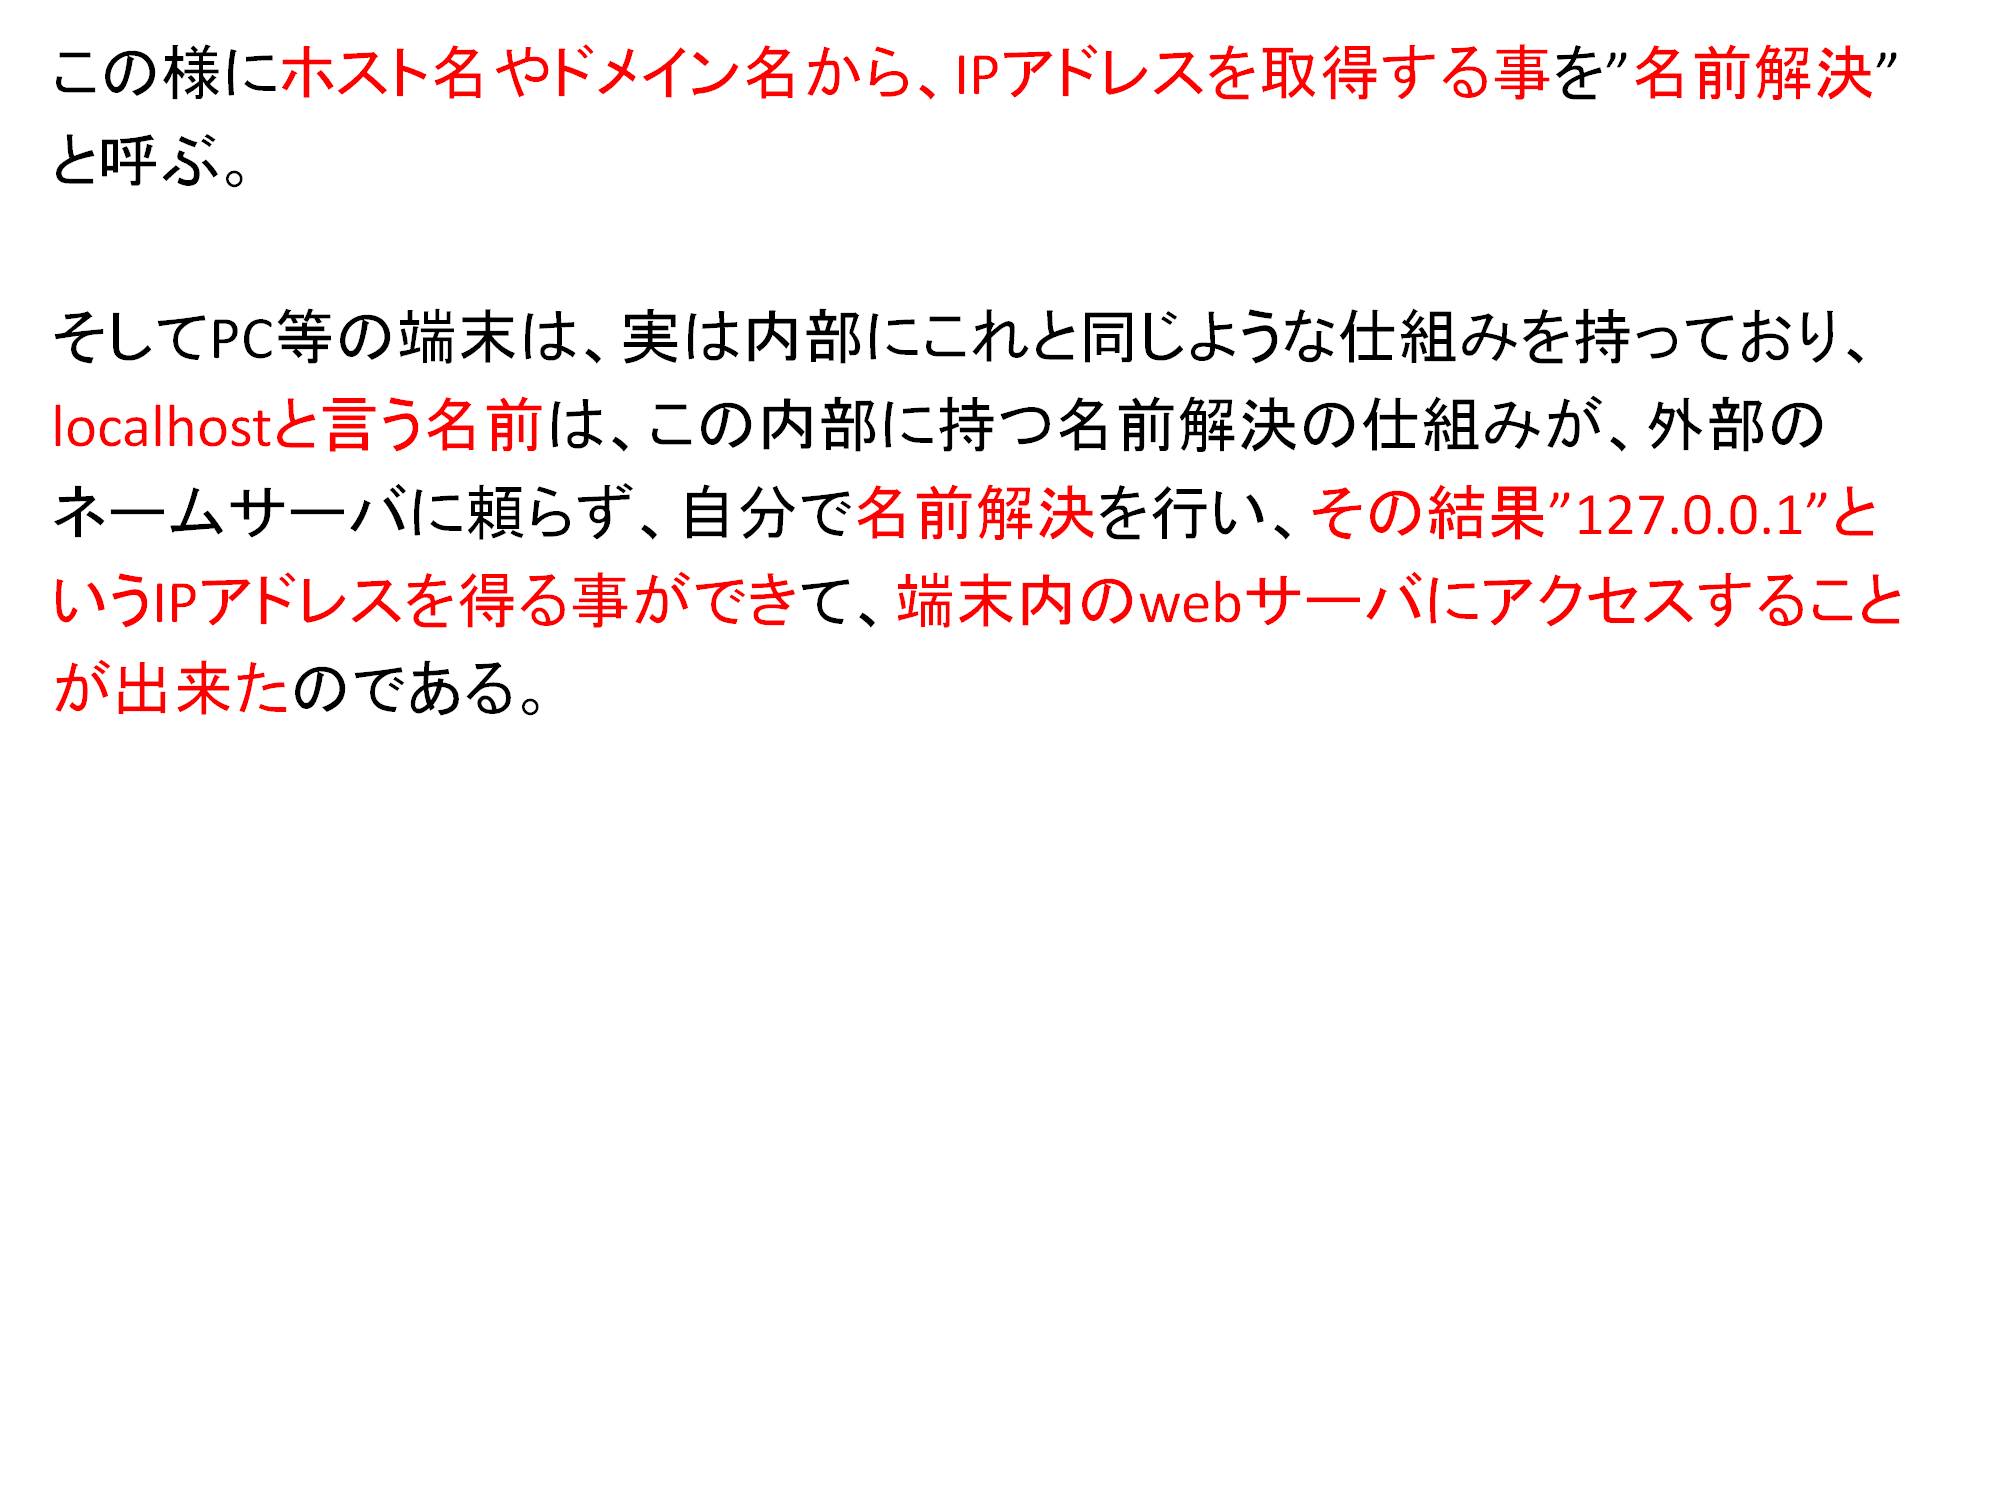 この様にホスト名やドメイン名から、IPアドレスを取得する事を”名前解決”
と呼ぶ。
そしてPC等の端末は、実は内部にこれと同じような仕組みを持っており、
localhostと言う名前は、この内部に持つ名前解決の仕組みが、外部の
ネームサーバに頼らず、自分で名前解決を行い、その結果”127.0.0.1”と
いうIPアドレスを得る事ができて、端末内のwebサーバにアクセスすること
が出来たのである。